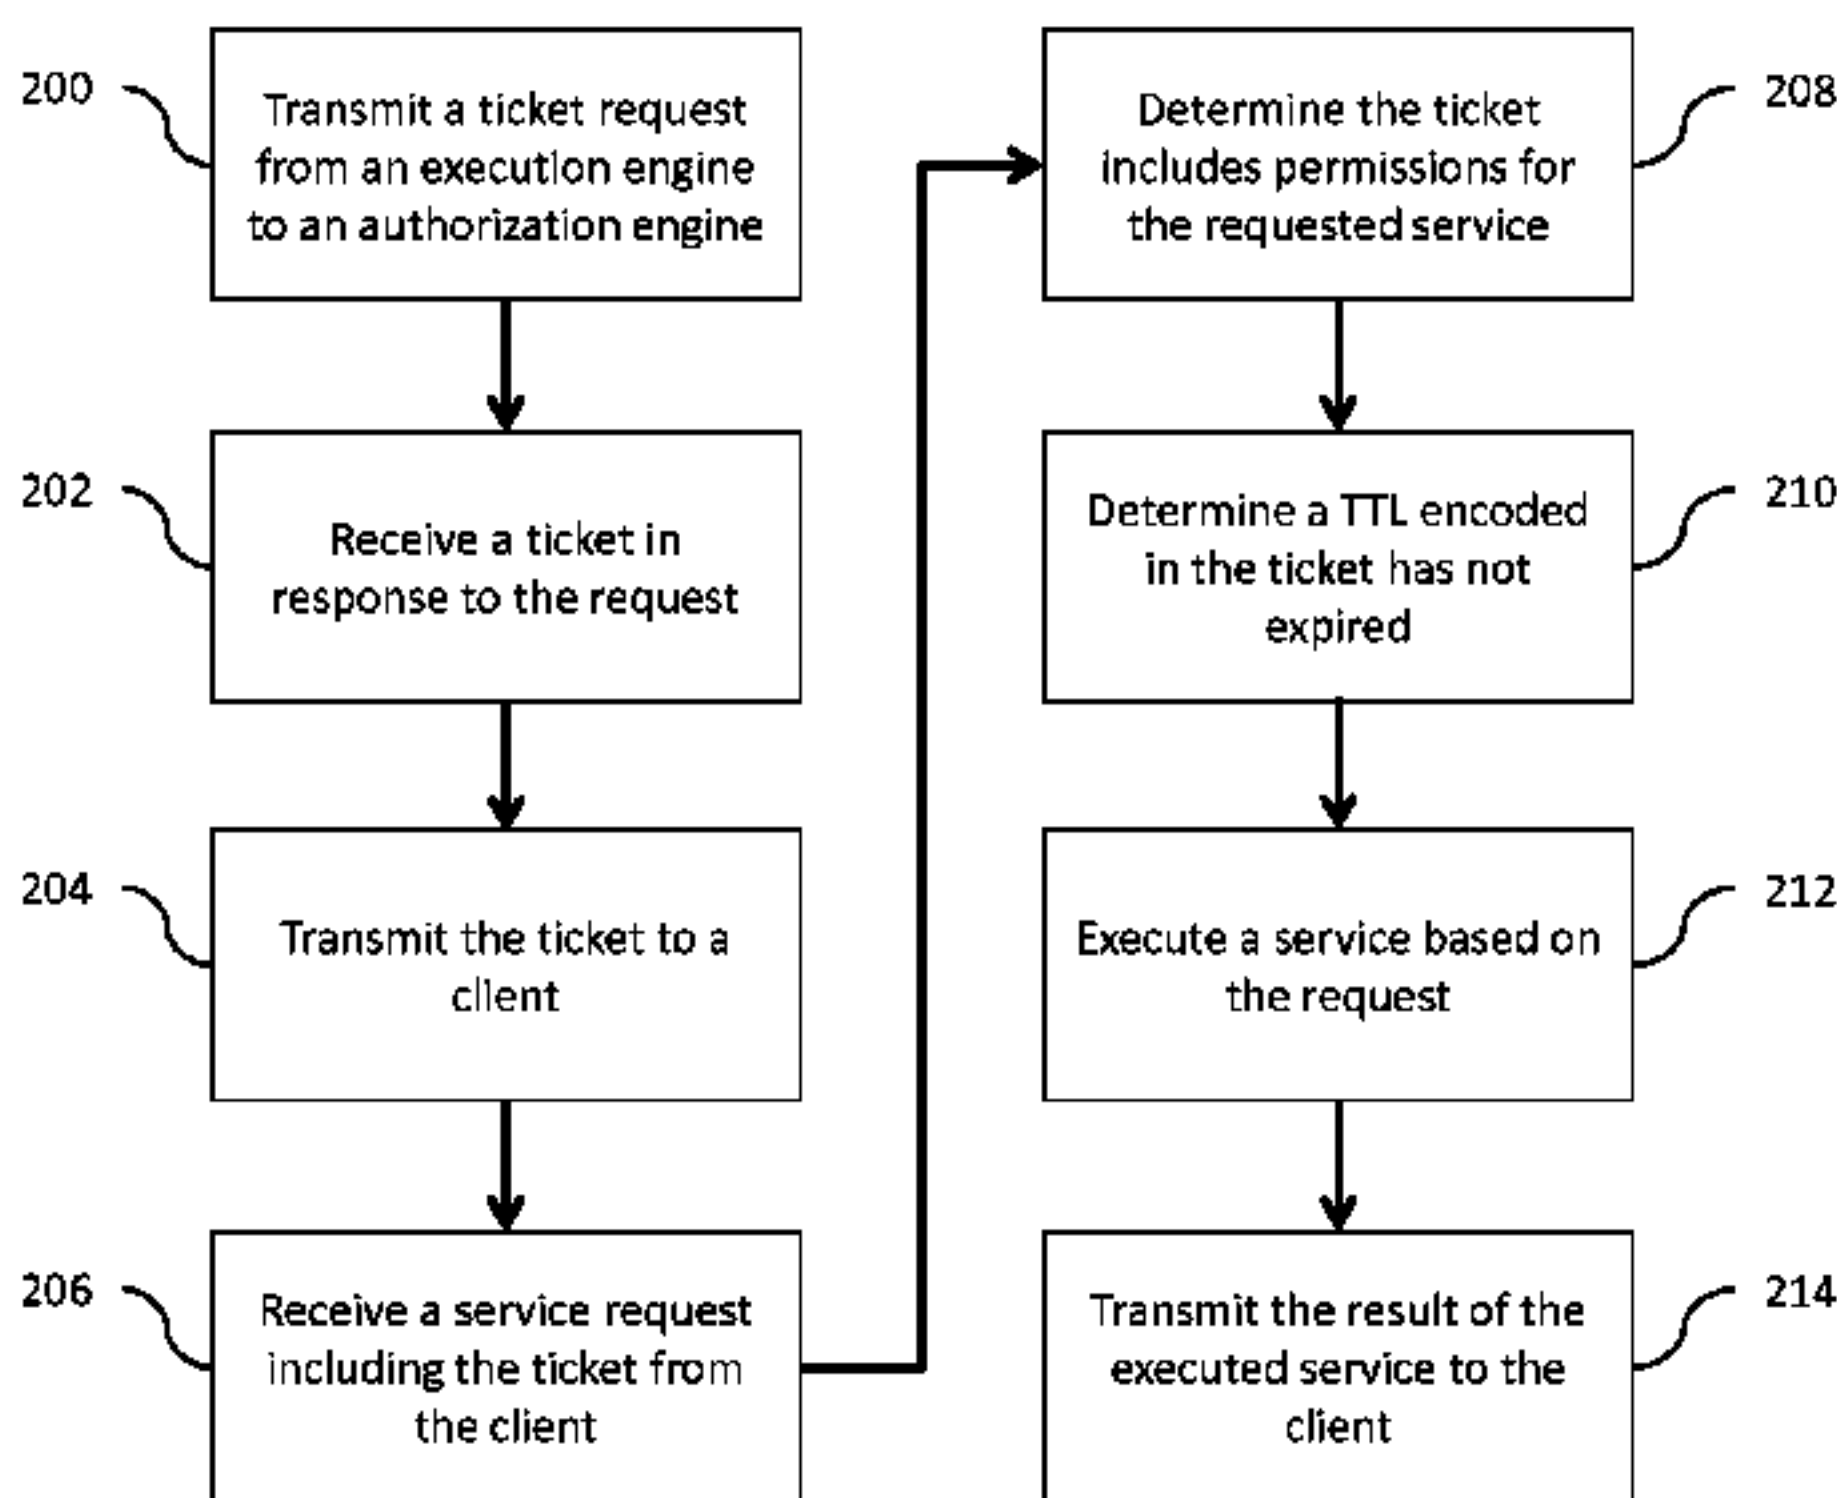 200
Transmit a ticket request
from an execution engine
to an authorization engine
202
Receive a ticket in
response to the request
204
Transmit the ticket to a
client
206
Receive a service request
including the ticket from
the client
208
Determine the ticket
includes permissions for
the requested service
210
Determine a TTL encoded
in the ticket has not
expired
212
Execute a service based on
the request
214
Transmit the result of the
executed service to the
client